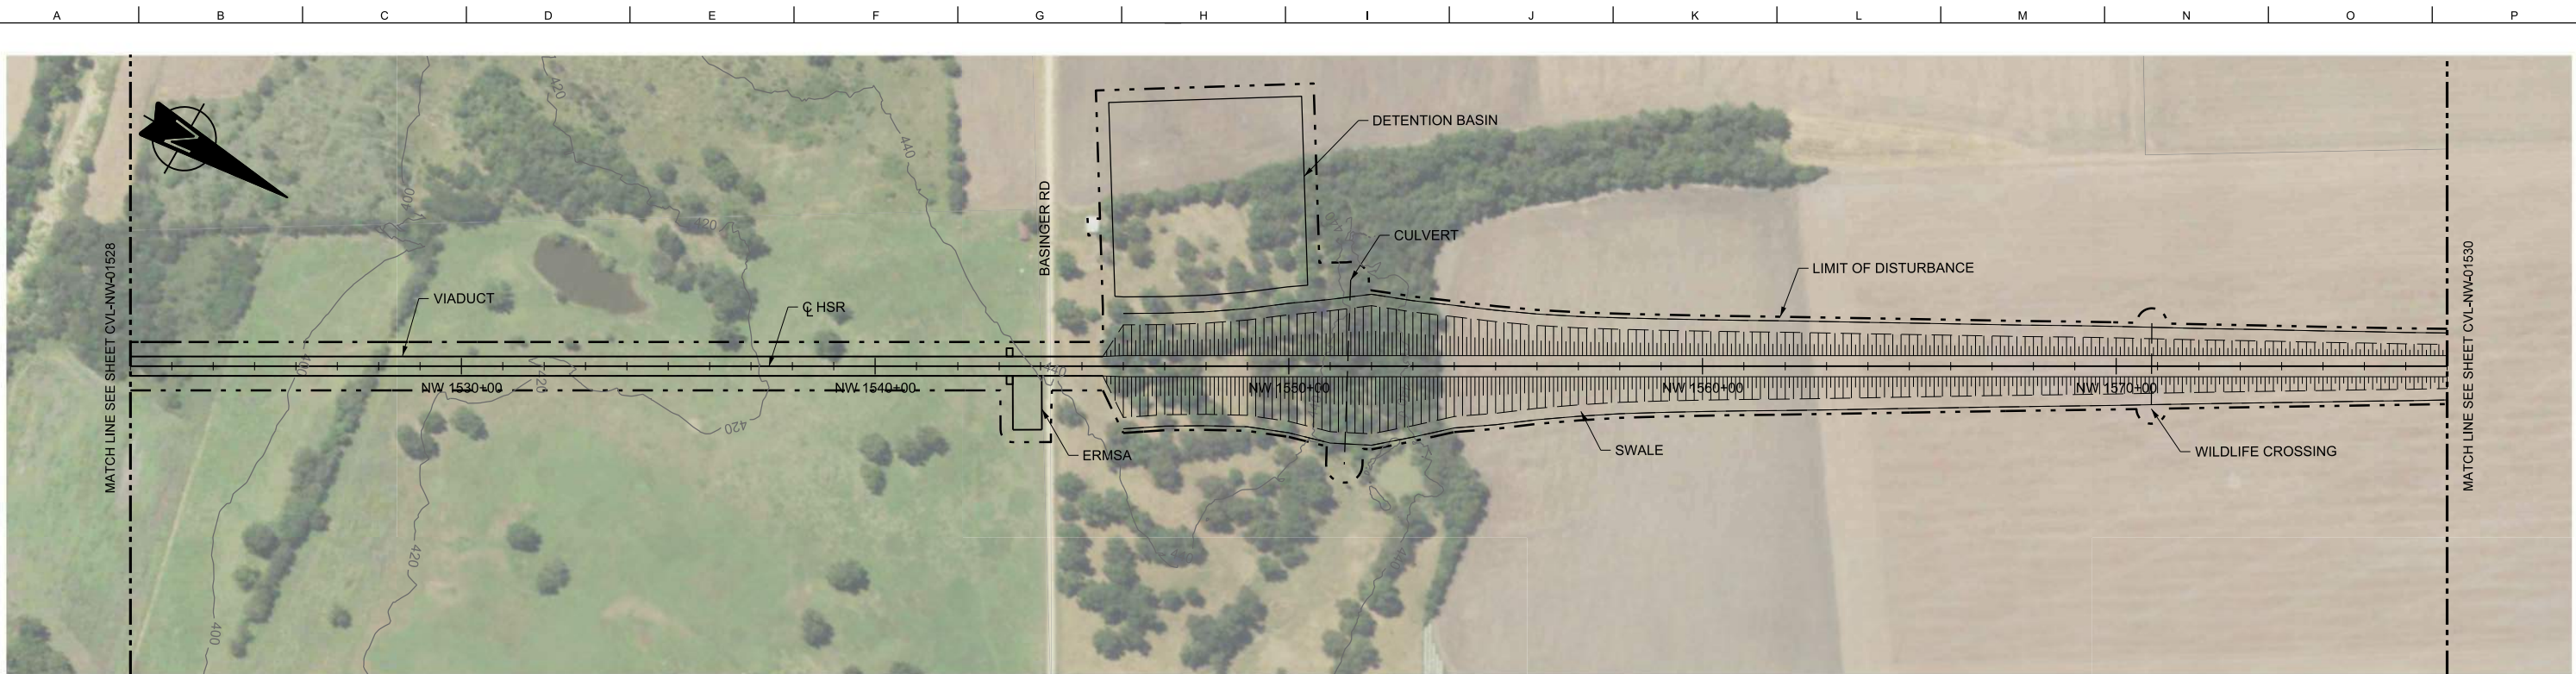 A B C D E F G H I J K L M N O P
MATCH LINE SEE SHEET CVL-NW-01528
VIADUCT
℄ HSR
BASINGER RD
DETENTION BASIN
CULVERT
LIMIT OF DISTURBANCE
MATCH LINE SEE SHEET CVL-NW-01530
NW 1530+00
NW 1540+00
NW 1550+00
NW 1560+00
NW 1570+00
ERMSA
SWALE
WILDLIFE CROSSING
420
440
400
420
400
420
440
420
420
400